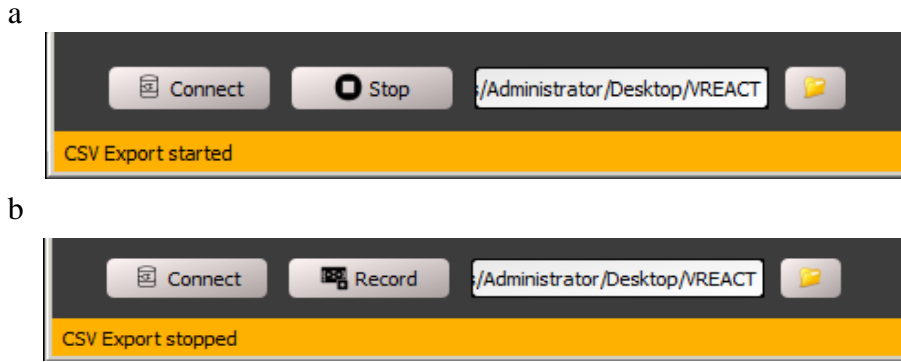 a
Connect Stop s/Administrator/Desktop/VREACT
CSV Export started
b
Connect Record s/Administrator/Desktop/VREACT
CSV Export stopped